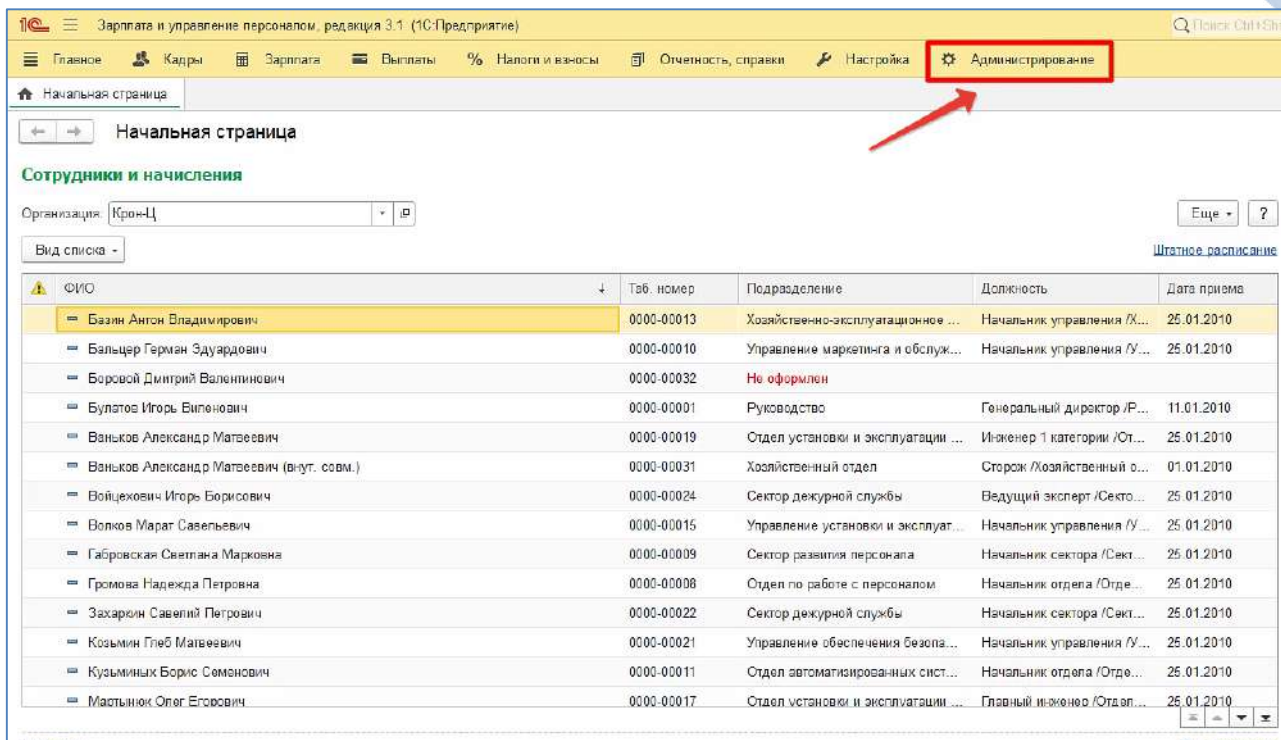 1С Зарплата и управление персоналом, редакция 3.1 (1С:Предприятие) Поиск Ctrl+Sh
Главное Кадры Зарплата Выплаты % Налоги и взносы Отчетность, справки Настройка Администрирование
Начальная страница
Начальная страница
Сотрудники и начисления
Организация: Крон-Ц Еще ?
Вид списка Штатное расписание
ФИО Таб. номер Подразделение Должность Дата приема
Базин Антон Владимирович 0000-00013 Хозяйственно-эксплуатационное ... Начальник управления /Х... 25.01.2010
Бальцер Герман Эдуардович 0000-00010 Управление маркетинга и обслуж... Начальник управления /У... 25.01.2010
Боровой Дмитрий Валентинович 0000-00032 Не оформлен
Булатов Игорь Виленович 0000-00001 Руководство Генеральный директор /Р... 11.01.2010
Ваньков Александр Матвеевич 0000-00019 Отдел установки и эксплуатации ... Инженер 1 категории /От... 25.01.2010
Ваньков Александр Матвеевич (внут. совм.) 0000-00031 Хозяйственный отдел Сторож /Хозяйственный о... 01.01.2010
Войцехович Игорь Борисович 0000-00024 Сектор дежурной службы Ведущий эксперт /Секто... 25.01.2010
Волков Марат Савельевич 0000-00015 Управление установки и эксплуат... Начальник управления /У... 25.01.2010
Габровская Светлана Марковна 0000-00009 Сектор развития персонала Начальник сектора /Сект... 25.01.2010
Громова Надежда Петровна 0000-00008 Отдел по работе с персоналом Начальник отдела /Отде... 25.01.2010
Захаркин Савелий Петрович 0000-00022 Сектор дежурной службы Начальник сектора /Сект... 25.01.2010
Козьмин Глеб Матвеевич 0000-00021 Управление обеспечения безопа... Начальник управления /У... 25.01.2010
Кузьминых Борис Семенович 0000-00011 Отдел автоматизированных сист... Начальник отдела /Отде... 25.01.2010
Мартынюк Олег Егорович 0000-00017 Отдел установки и эксплуатации ... Главный инженер /Отдел... 25.01.2010